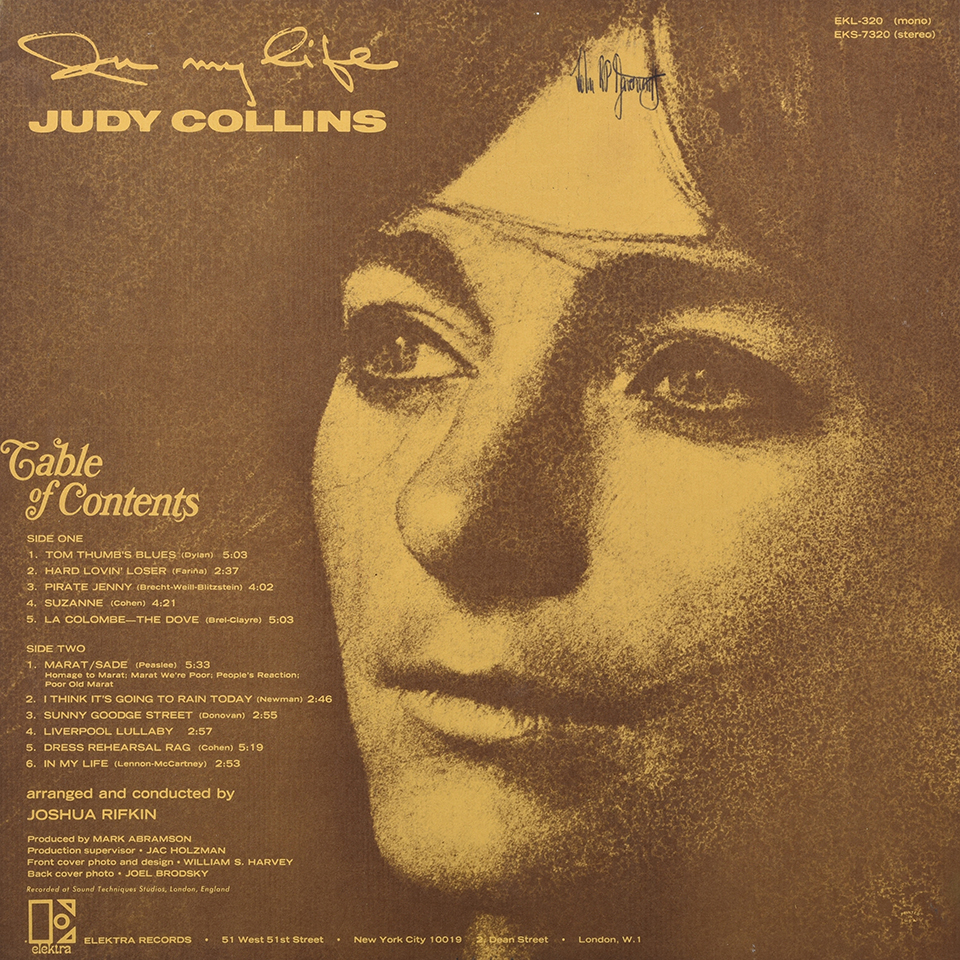 In my life
JUDY COLLINS
EKL-320 (mono)
EKS-7320 (stereo)
Table
of Contents
SIDE ONE
1. TOM THUMB'S BLUES (Dylan) 5:03
2. HARD LOVIN' LOSER (Fariña) 2:37
3. PIRATE JENNY (Brecht-Weill-Blitzstein) 4:02
4. SUZANNE (Cohen) 4:21
5. LA COLOMBE—THE DOVE (Brel-Clayre) 5:03
SIDE TWO
1. MARAT/SADE (Peaslee) 5:33
Homage to Marat; Marat We're Poor; People's Reaction;
Poor Old Marat
2. I THINK IT'S GOING TO RAIN TODAY (Newman) 2:46
3. SUNNY GOODGE STREET (Donovan) 2:55
4. LIVERPOOL LULLABY 2:57
5. DRESS REHEARSAL RAG (Cohen) 5:19
6. IN MY LIFE (Lennon-McCartney) 2:53
arranged and conducted by
JOSHUA RIFKIN
Produced by MARK ABRAMSON
Production supervisor • JAC HOLZMAN
Front cover photo and design • WILLIAM S. HARVEY
Back cover photo • JOEL BRODSKY
Recorded at Sound Techniques Studios, London, England
elektra
ELEKTRA RECORDS • 51 West 51st Street • New York City 10019 2, Dean Street • London, W.1